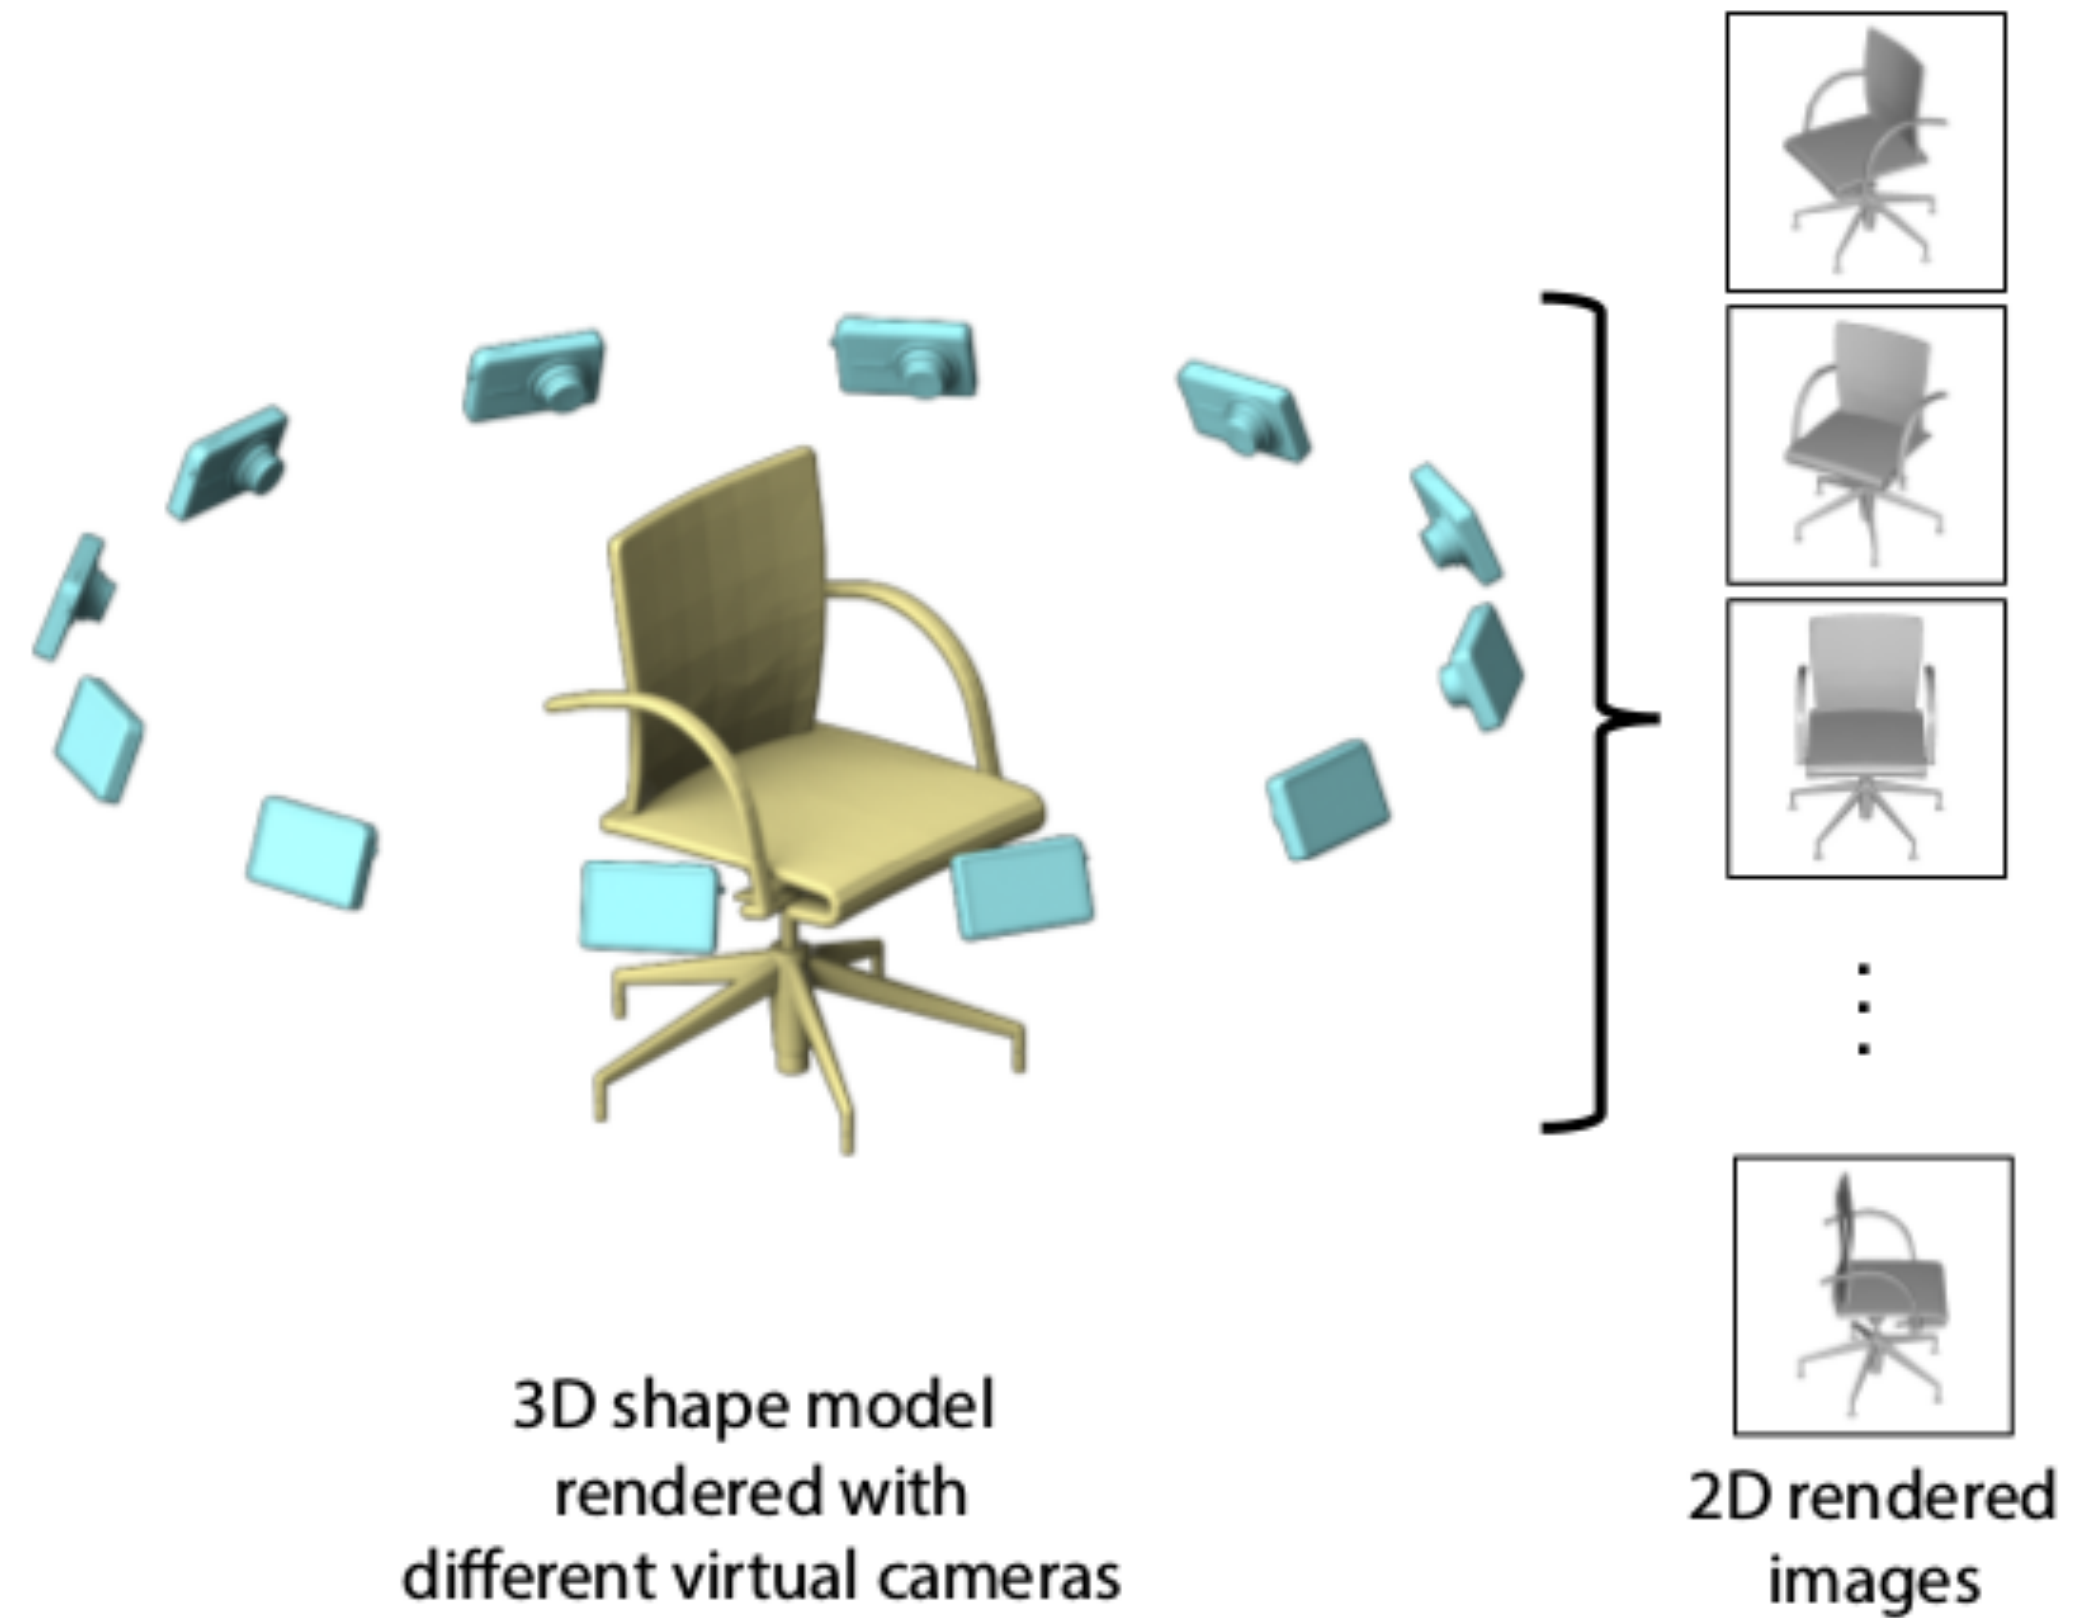 3D shape model
rendered with
different virtual cameras
2D rendered
images